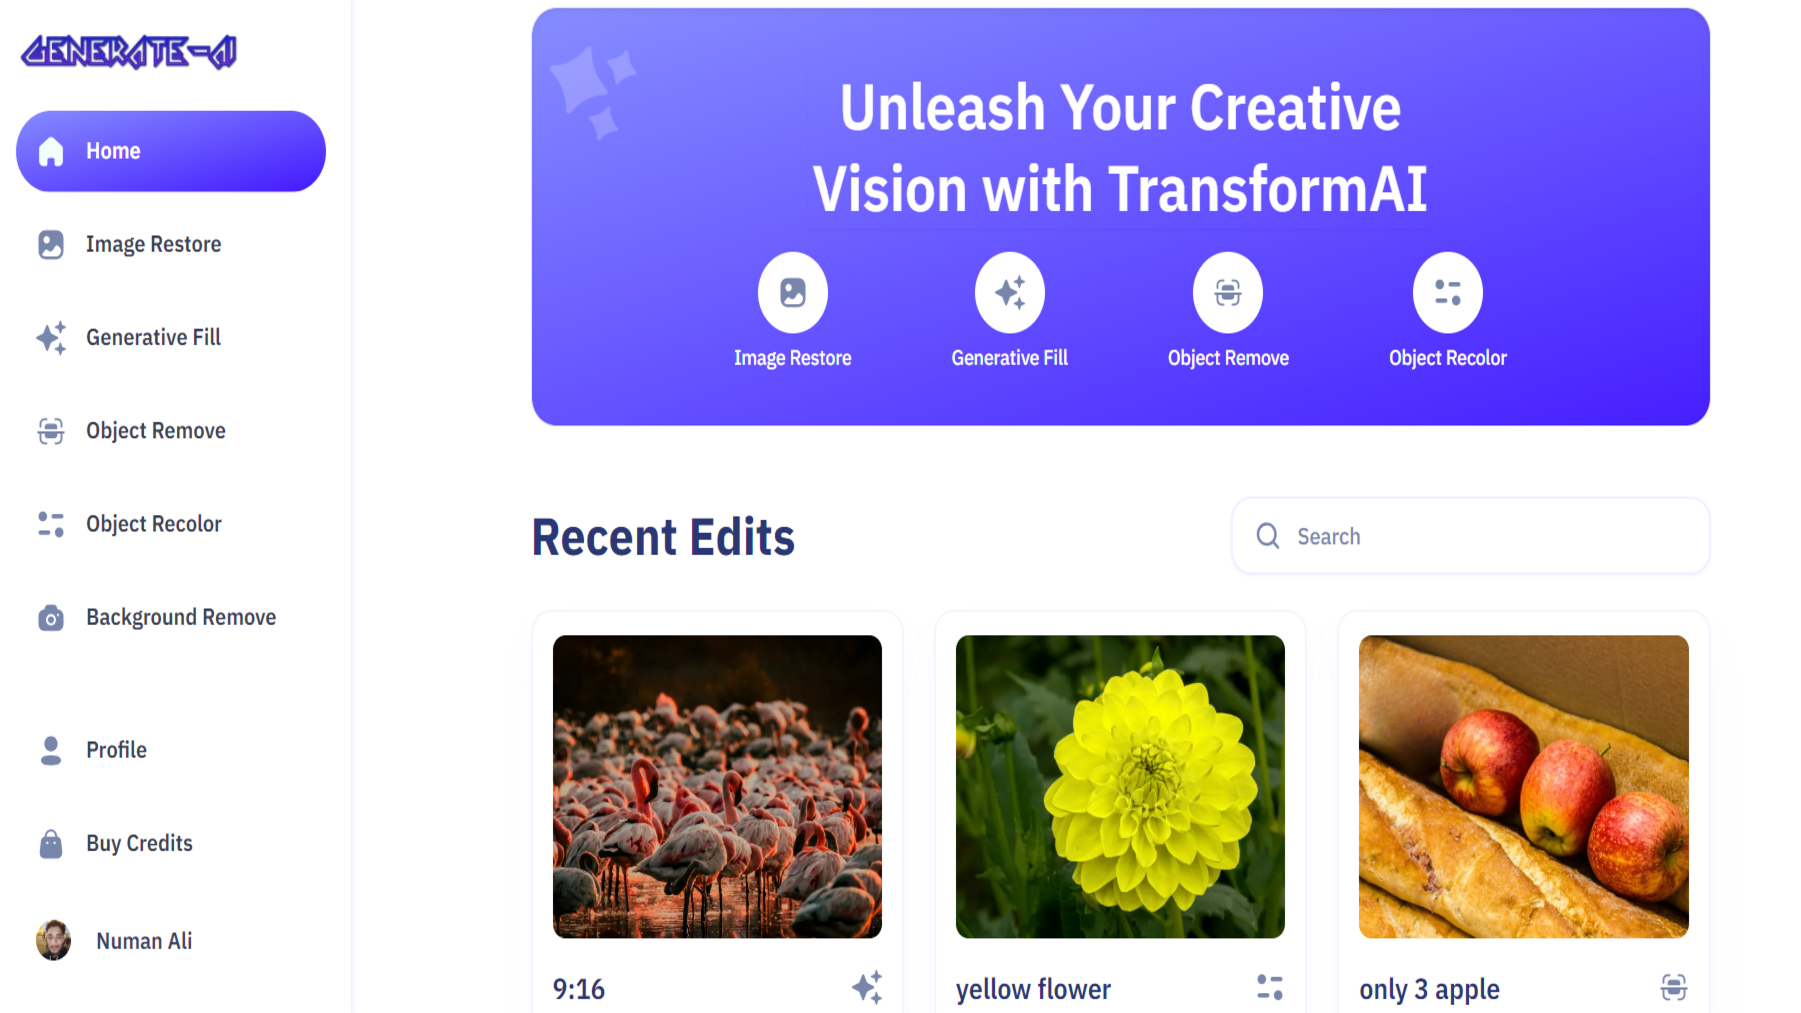 GENERATE-AI
Home
Image Restore
Generative Fill
Object Remove
Object Recolor
Background Remove
Profile
Buy Credits
Numan Ali
Unleash Your Creative
Vision with TransformAI
Image Restore
Generative Fill
Object Remove
Object Recolor
Recent Edits
Search
9:16
yellow flower
only 3 apple